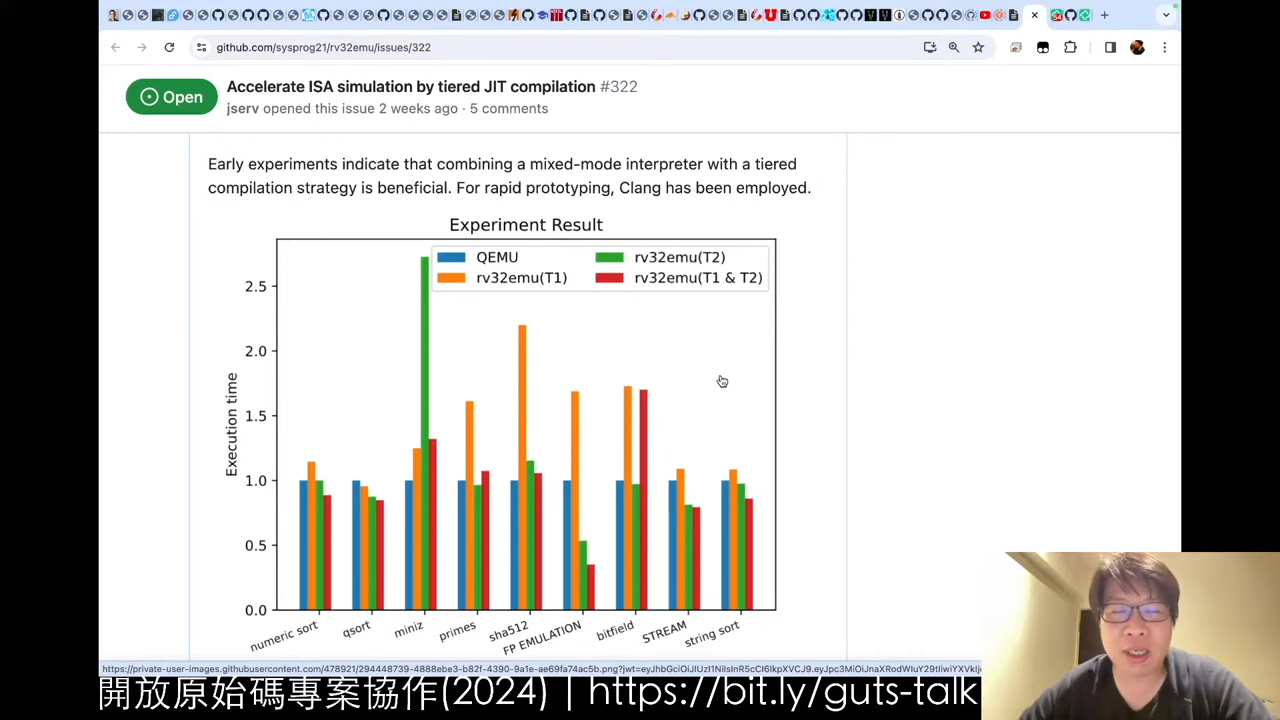 github.com/sysprog21/rv32emu/issues/322
Open
Accelerate ISA simulation by tiered JIT compilation #322
jserv opened this issue 2 weeks ago · 5 comments
Early experiments indicate that combining a mixed-mode interpreter with a tiered
compilation strategy is beneficial. For rapid prototyping, Clang has been employed.
Experiment Result
QEMU
rv32emu(T1)
rv32emu(T2)
rv32emu(T1 & T2)
Execution time
2.5
2.0
1.5
1.0
0.5
0.0
numeric sort
qsort
miniz
primes
sha512
FP EMULATION
bitfield
STREAM
string sort
開放原始碼專案協作(2024) | https://bit.ly/guts-talk